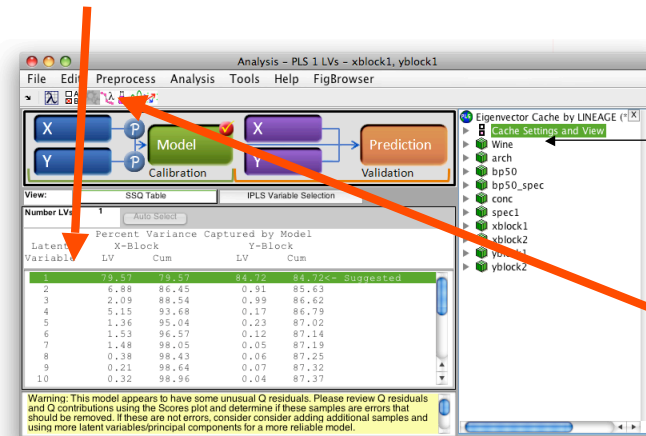 Analysis - PLS 1 LVs - xblock1, yblock1
File Edit Preprocess Analysis Tools Help FigBrowser
X
Y
P
P
Model
Calibration
X
Y
Prediction
Validation
View: SSQ Table IPLS Variable Selection
Number LVs: 1 Auto Select
Percent Variance Captured by Model
Latent X-Block Y-Block
Variable LV Cum LV Cum
1 79.57 79.57 84.72 84.72<- Suggested
2 6.88 86.45 0.91 85.63
3 2.09 88.54 0.99 86.62
4 5.15 93.68 0.17 86.79
5 1.36 95.04 0.23 87.02
6 1.53 96.57 0.12 87.14
7 1.48 98.05 0.05 87.19
8 0.38 98.43 0.06 87.25
9 0.21 98.64 0.07 87.32
10 0.32 98.96 0.04 87.37
Warning: This model appears to have some unusual Q residuals. Please review Q residuals
and Q contributions using the Scores plot and determine if these samples are errors that
should be removed. If these are not errors, consider consider adding additional samples and
using more latent variables/principal components for a more reliable model.
Eigenvector Cache by LINEAGE (* X
Cache Settings and View
Wine
arch
bp50
bp50_spec
conc
spec1
xblock1
xblock2
yblock1
yblock2